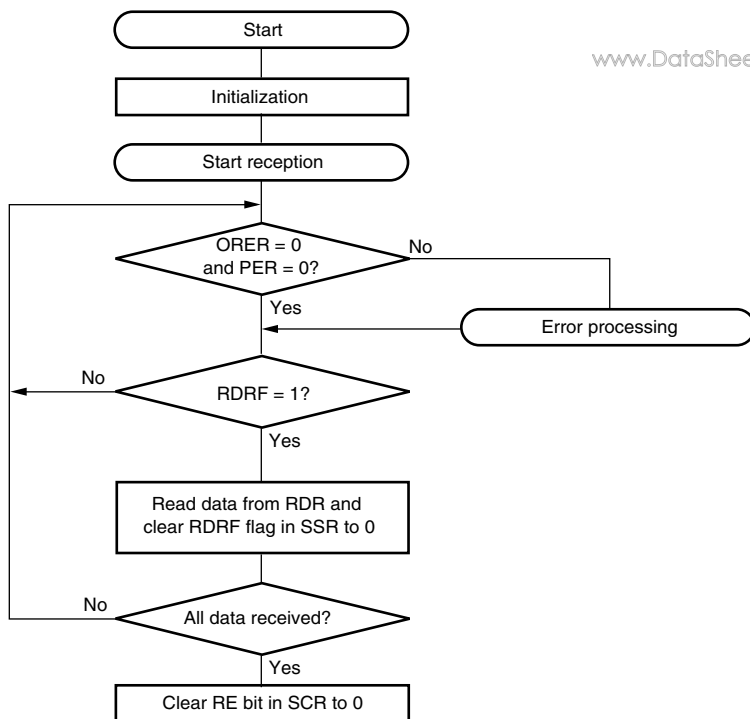 Start
www.DataShee
Initialization
Start reception
ORER = 0
and PER = 0?
No
Yes
Error processing
No
RDRF = 1?
Yes
Read data from RDR and
clear RDRF flag in SSR to 0
No
All data received?
Yes
Clear RE bit in SCR to 0